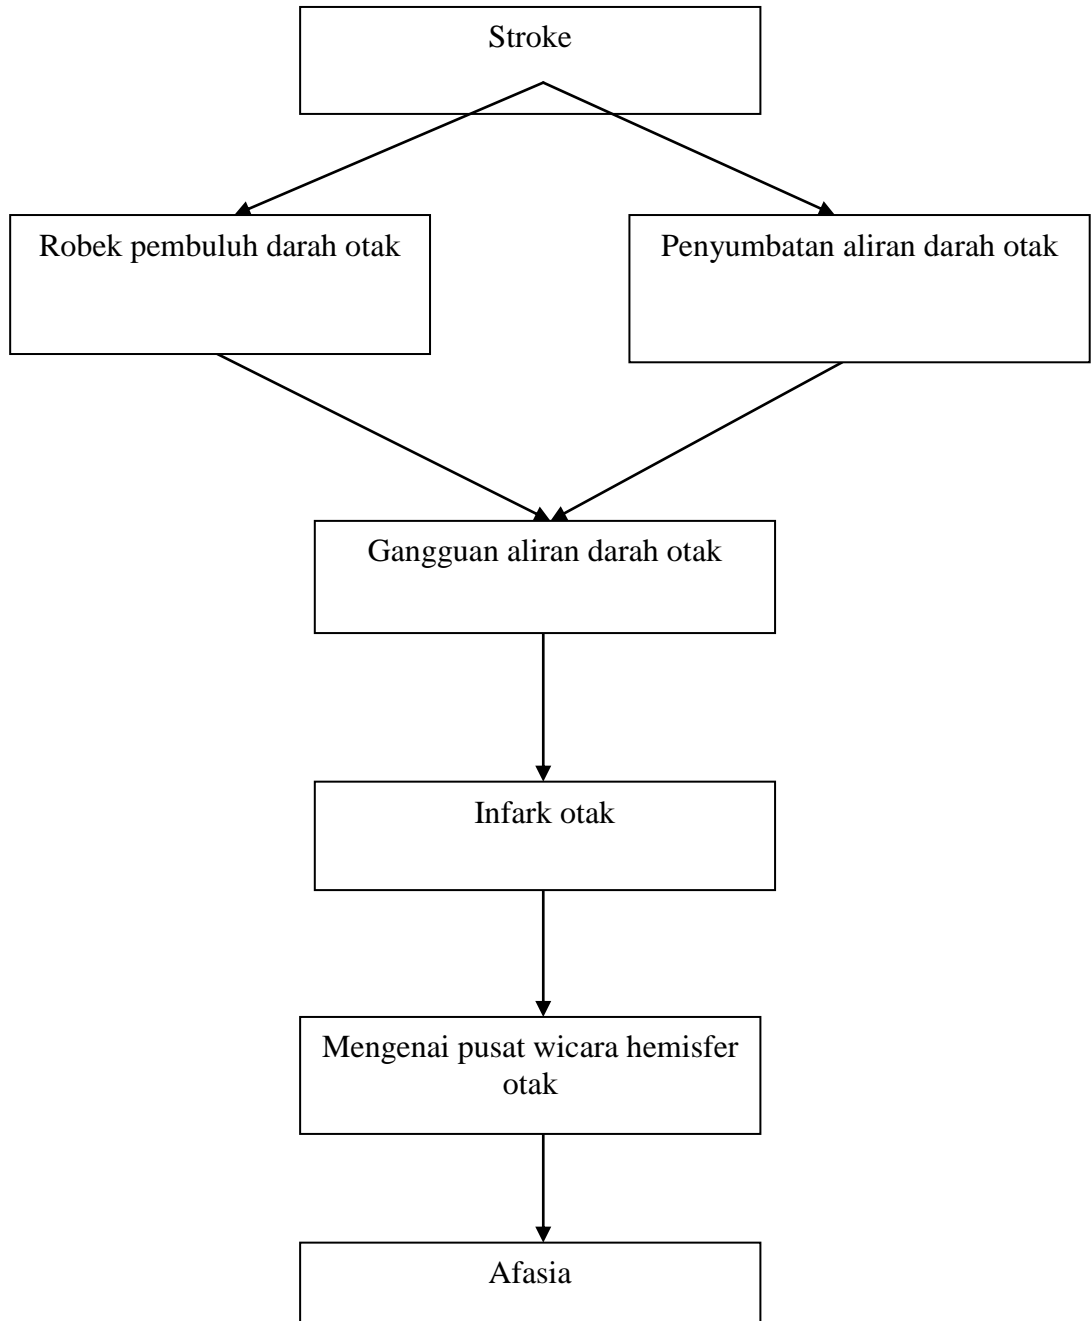 Stroke
Robek pembuluh darah otak
Penyumbatan aliran darah otak
Gangguan aliran darah otak
Infark otak
Mengenai pusat wicara hemisfer
otak
Afasia